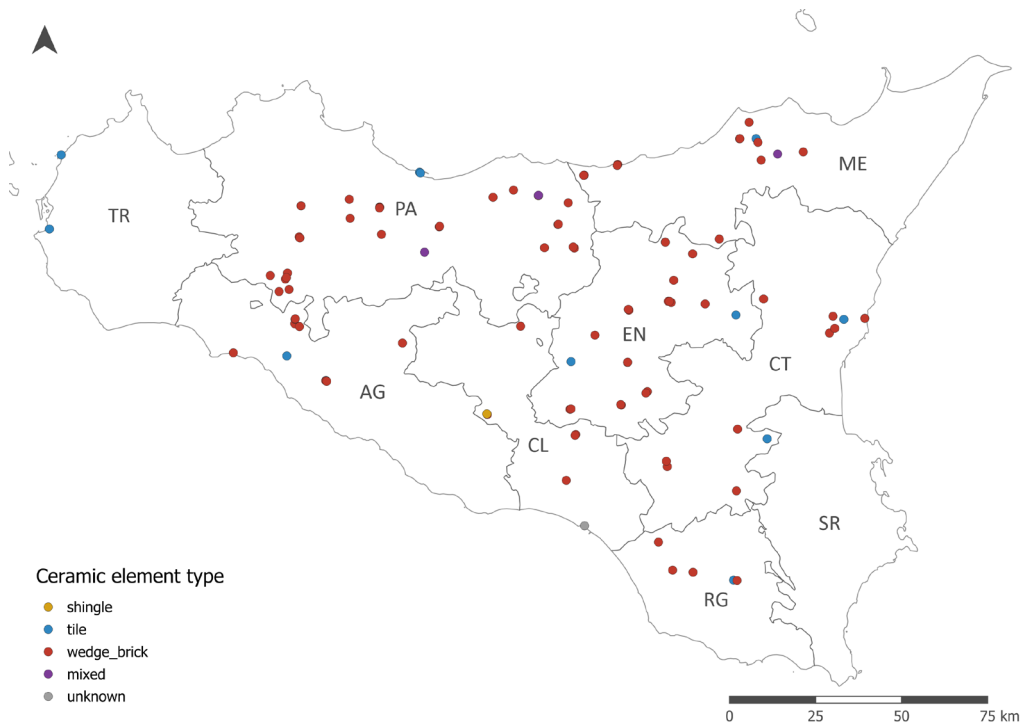 ME
TR
PA
EN
CT
AG
CL
SR
RG
Ceramic element type
shingle
tile
wedge_brick
mixed
unknown
0 25 50 75 km